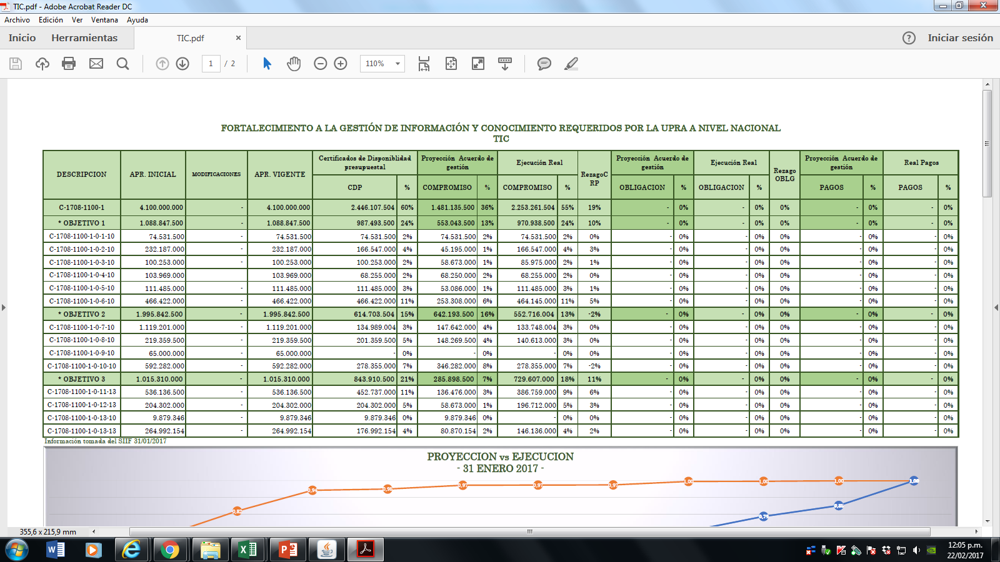 TIC.pdf - Adobe Acrobat Reader DC
Archivo Edición Ver Ventana Ayuda
Inicio Herramientas TIC.pdf × ? Iniciar sesión
1 / 2 110%
FORTALECIMIENTO A LA GESTIÓN DE INFORMACIÓN Y CONOCIMIENTO REQUERIDOS POR LA UPRA A NIVEL NACIONAL
TIC
DESCRIPCION APR. INICIAL MODIFICACIONES APR. VIGENTE Certificados de Disponiblidad presupuestal Proyección Acuerdo de gestión Ejecución Real RezagoC RP Proyección Acuerdo de gestión Ejecución Real Rezago OBLG Proyección Acuerdo de gestión Real Pagos
CDP % COMPROMISO % COMPROMISO % OBLIGACION % OBLIGACION % PAGOS % PAGOS %
C-1708-1100-1 4.100.000.000 - 4.100.000.000 2.446.107.504 60% 1.481.135.500 36% 2.253.261.504 55% 19% - 0% - 0% 0% - 0% - 0%
* OBJETIVO 1 1.088.847.500 - 1.088.847.500 987.493.500 24% 553.043.500 13% 970.938.500 24% 10% - 0% - 0% 0% - 0% - 0%
C-1708-1100-1-0-1-10 74.531.500 - 74.531.500 74.531.500 2% 74.531.500 2% 74.531.500 2% 0% - 0% - 0% 0% - 0% - 0%
C-1708-1100-1-0-2-10 232.187.000 - 232.187.000 166.547.000 4% 45.195.000 1% 166.547.000 4% 3% - 0% - 0% 0% - 0% - 0%
C-1708-1100-1-0-3-10 100.253.000 - 100.253.000 100.253.000 2% 58.673.000 1% 85.975.000 2% 1% - 0% - 0% 0% - 0% - 0%
C-1708-1100-1-0-4-10 103.969.000 103.969.000 68.255.000 2% 68.250.000 2% 68.255.000 2% 0% - 0% - 0% 0% - 0% - 0%
C-1708-1100-1-0-5-10 111.485.000 - 111.485.000 111.485.000 3% 53.086.000 1% 111.485.000 3% 1% - 0% - 0% 0% - 0% - 0%
C-1708-1100-1-0-6-10 466.422.000 - 466.422.000 466.422.000 11% 253.308.000 6% 464.145.000 11% 5% - 0% - 0% 0% - 0% - 0%
* OBJETIVO 2 1.995.842.500 - 1.995.842.500 614.703.504 15% 642.193.500 16% 552.716.004 13% -2% - 0% - 0% 0% - 0% - 0%
C-1708-1100-1-0-7-10 1.119.201.000 - 1.119.201.000 134.989.004 3% 147.642.000 4% 133.748.004 3% 0% - 0% - 0% 0% - 0% - 0%
C-1708-1100-1-0-8-10 219.359.500 - 219.359.500 201.359.500 5% 148.269.500 4% 140.613.000 3% 0% - 0% - 0% 0% - 0% - 0%
C-1708-1100-1-0-9-10 65.000.000 - 65.000.000 - 0% - 0% - 0% 0% - 0% - 0% 0% - 0% - 0%
C-1708-1100-1-0-10-10 592.282.000 - 592.282.000 278.355.000 7% 346.282.000 8% 278.355.000 7% -2% - 0% - 0% 0% - 0% - 0%
* OBJETIVO 3 1.015.310.000 - 1.015.310.000 843.910.500 21% 285.898.500 7% 729.607.000 18% 11% - 0% - 0% 0% - 0% - 0%
C-1708-1100-1-0-11-13 536.136.500 - 536.136.500 452.737.000 11% 136.476.000 3% 386.759.000 9% 6% - 0% - 0% 0% - 0% - 0%
C-1708-1100-1-0-12-13 204.302.000 - 204.302.000 204.302.000 5% 58.673.000 1% 196.712.000 5% 3% - 0% - 0% 0% - 0% - 0%
C-1708-1100-1-0-13-10 9.879.346 - 9.879.346 9.879.346 0% 9.879.346 0% - 0% 0% - 0% - 0% 0% - 0% - 0%
C-1708-1100-1-0-13-13 264.992.154 - 264.992.154 176.992.154 4% 80.870.154 2% 146.136.000 4% 2% - 0% - 0% 0% - 0% - 0%
Información tomada del SIIF 31/01/2017
PROYECCION vs EJECUCION
- 31 ENERO 2017 -
0,82 0,94 0,97 0,97 0,97 1,00 1,00 1,00 1,00
0,75 0,85
355,6 x 215,9 mm
12:05 p.m.
22/02/2017